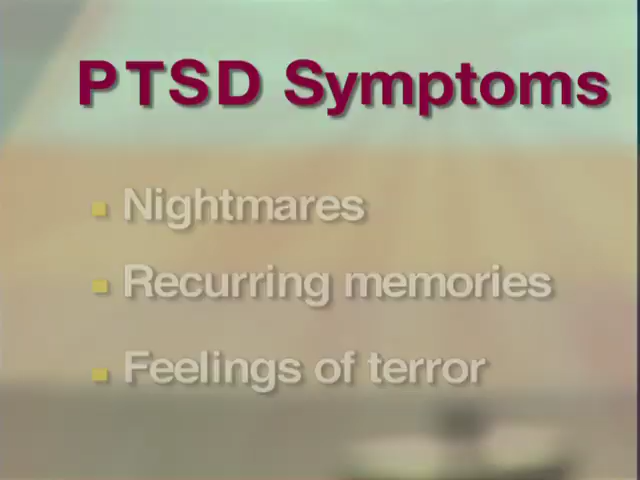 PTSD Symptoms
Nightmares
Recurring memories
Feelings of terror